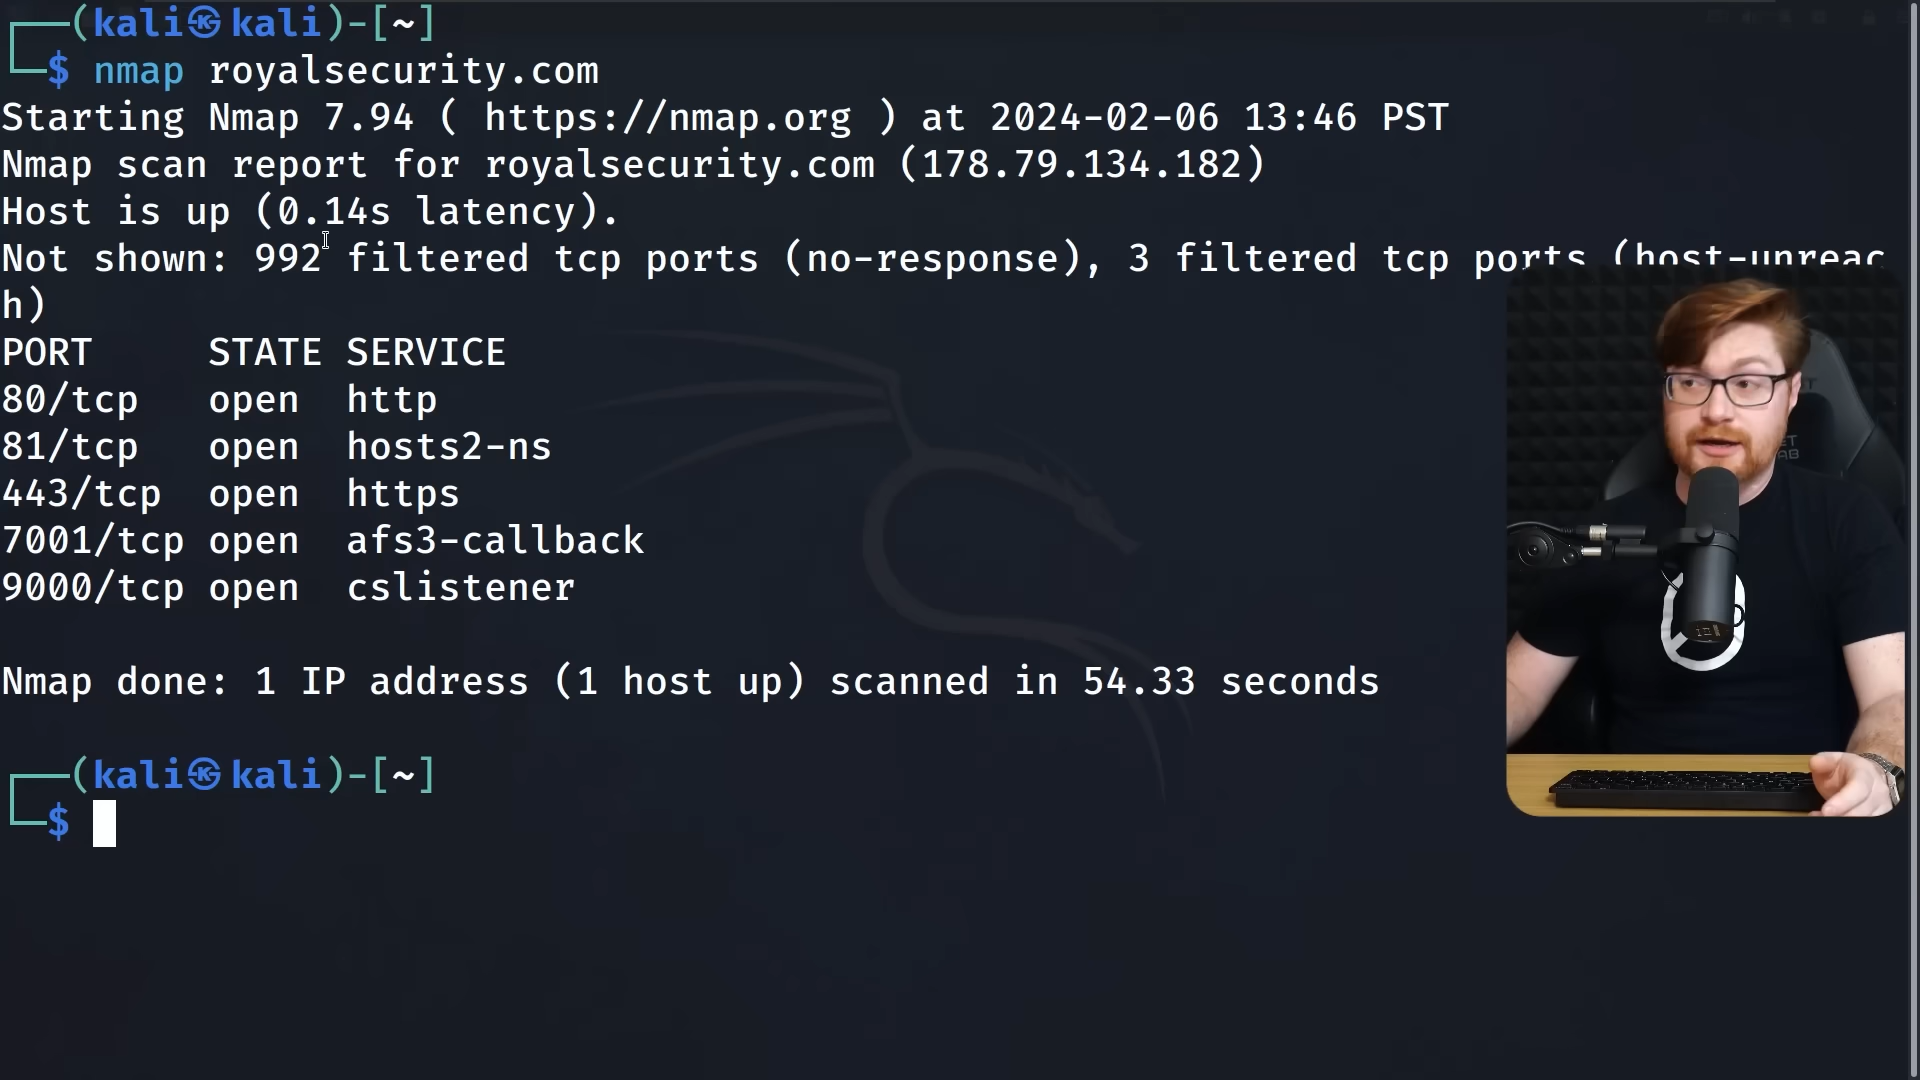 (kali㉿kali)-[~]
$ nmap royalsecurity.com
Starting Nmap 7.94 ( https://nmap.org ) at 2024-02-06 13:46 PST
Nmap scan report for royalsecurity.com (178.79.134.182)
Host is up (0.14s latency).
Not shown: 992 filtered tcp ports (no-response), 3 filtered tcp ports (host-unreac
h)
PORT     STATE SERVICE
80/tcp   open  http
81/tcp   open  hosts2-ns
443/tcp  open  https
7001/tcp open  afs3-callback
9000/tcp open  cslistener
Nmap done: 1 IP address (1 host up) scanned in 54.33 seconds
(kali㉿kali)-[~]
$